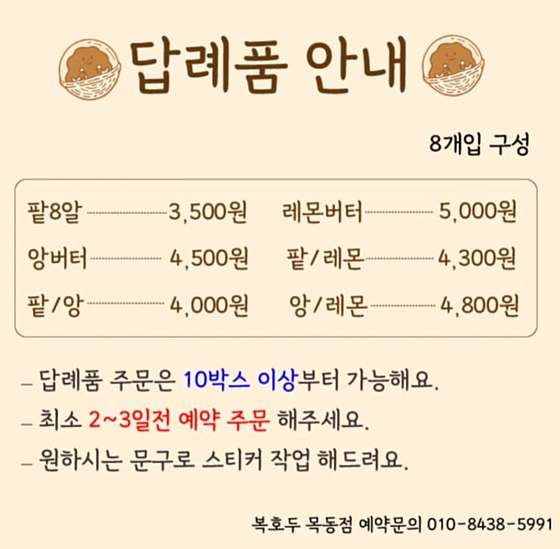 답례품 안내
8개입 구성
팥8알 3,500원 레몬버터 5,000원
앙버터 4,500원 팥/레몬 4,300원
팥/앙 4,000원 앙/레몬 4,800원
- 답례품 주문은 10박스 이상부터 가능해요.
- 최소 2~3일전 예약 주문 해주세요.
- 원하시는 문구로 스티커 작업 해드려요.
복호두 목동점 예약문의 010-8438-5991